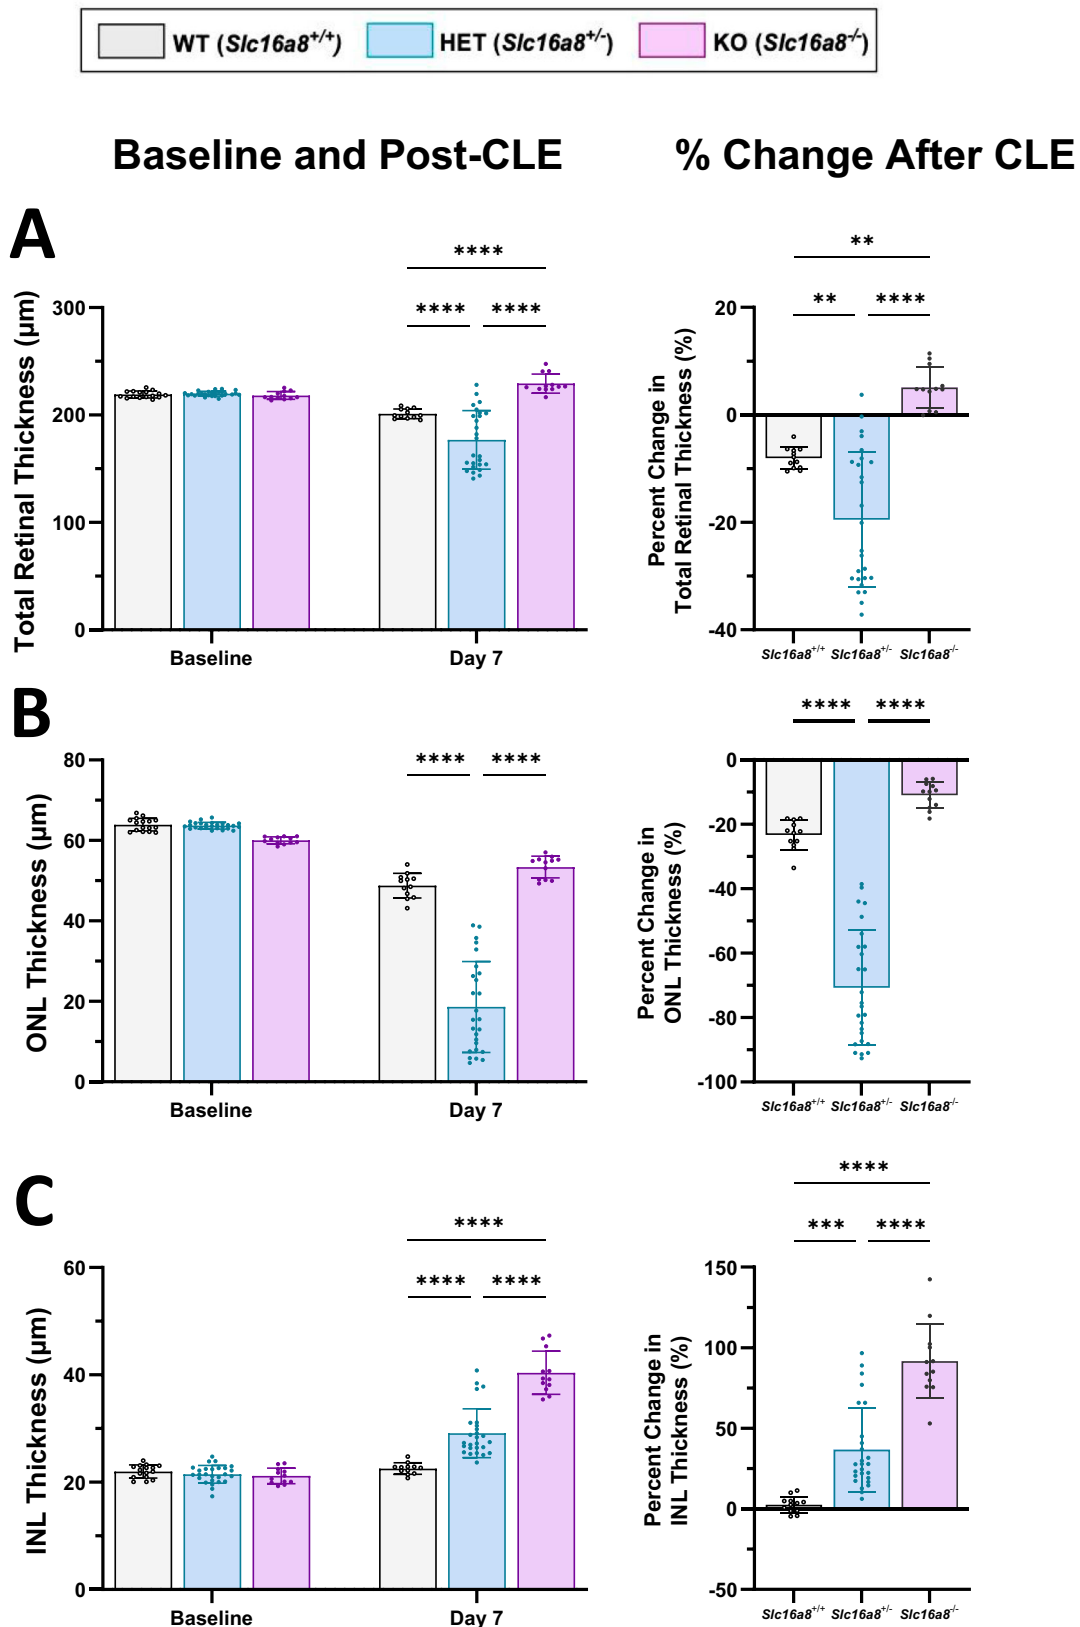 WT (Slc16a8+/+) HET (Slc16a8+/-) KO (Slc16a8-/-)
Baseline and Post-CLE % Change After CLE
A
Total Retinal Thickness (µm)
300
200
100
0
Baseline Day 7
****
**** ****
Percent Change in
Total Retinal Thickness (%)
20
0
-20
-40
Slc16a8+/+ Slc16a8+/- Slc16a8-/-
**
** ****
B
ONL Thickness (µm)
80
60
40
20
0
Baseline Day 7
**** ****
Percent Change in
ONL Thickness (%)
0
-20
-40
-60
-80
-100
Slc16a8+/+ Slc16a8+/- Slc16a8-/-
**** ****
C
INL Thickness (µm)
60
40
20
0
Baseline Day 7
****
**** ****
Percent Change in
INL Thickness (%)
150
100
50
0
-50
Slc16a8+/+ Slc16a8+/- Slc16a8-/-
****
*** ****